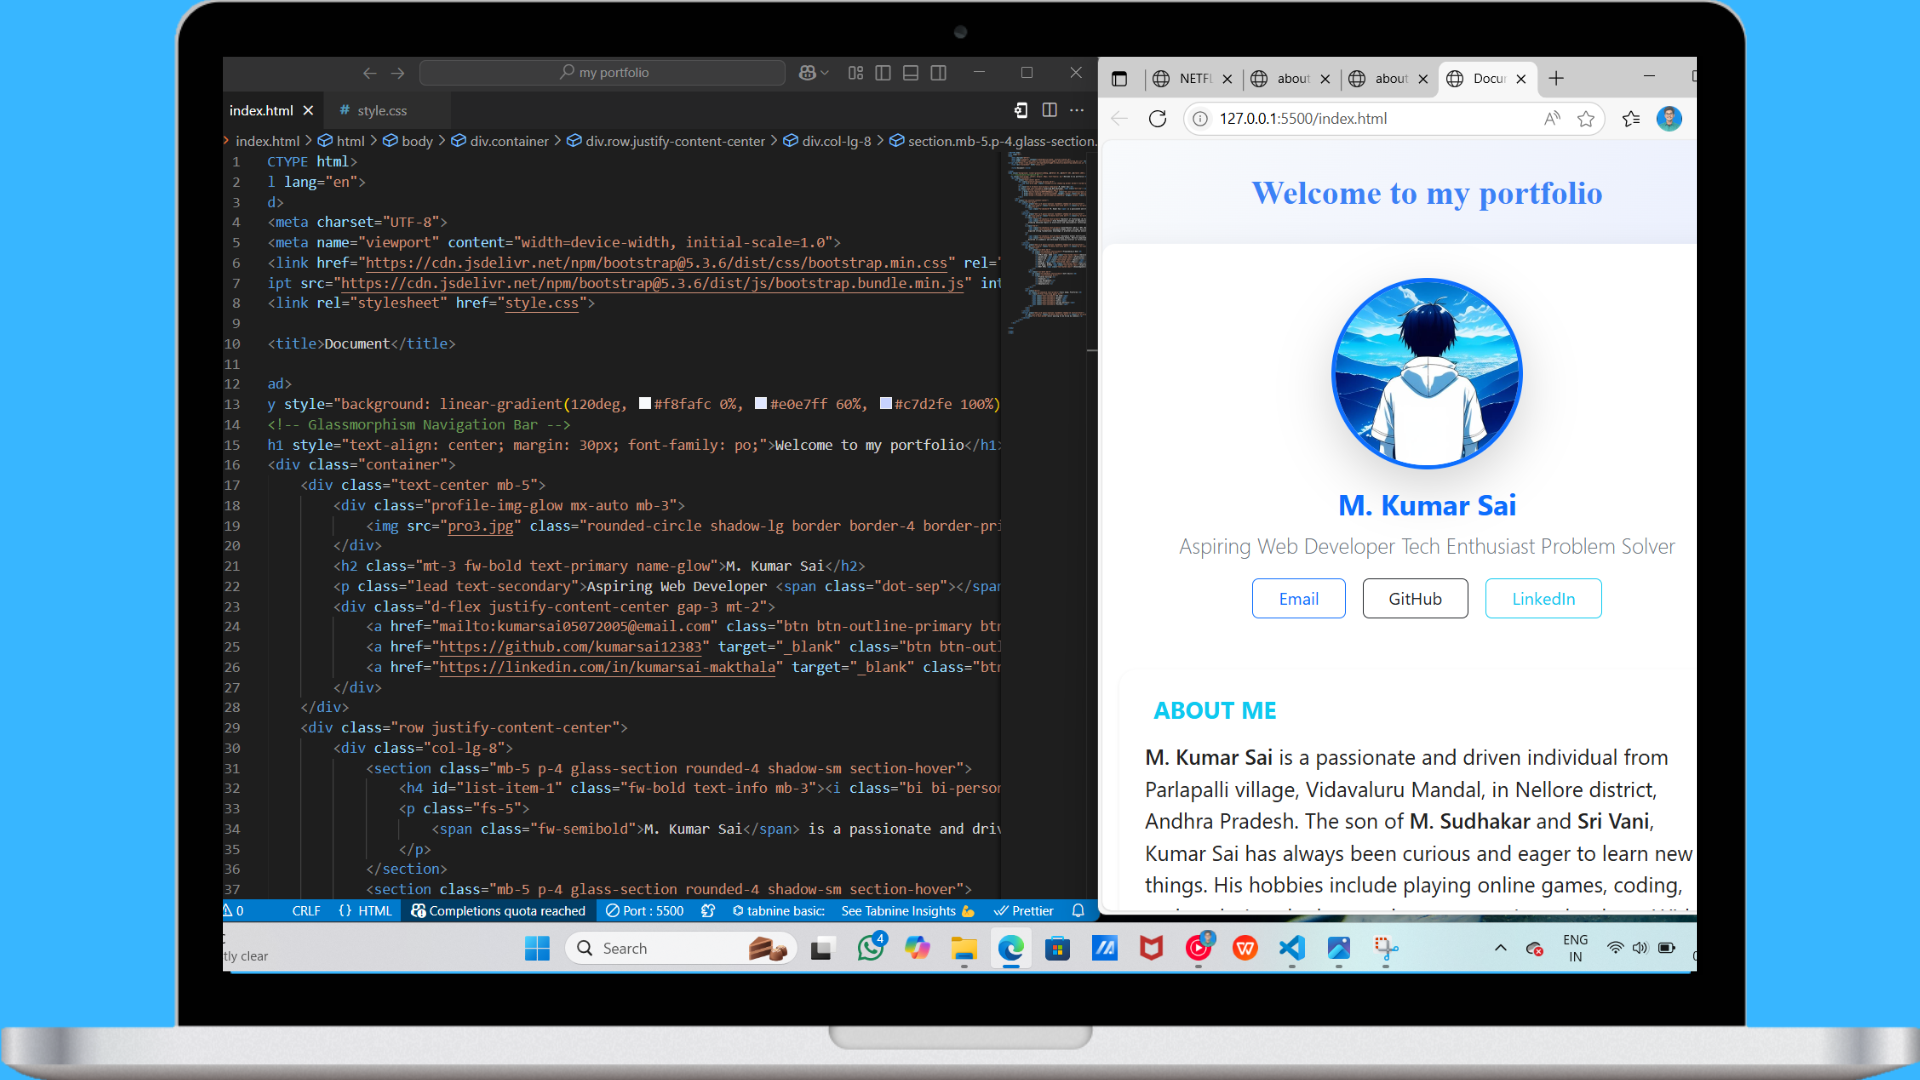 my portfolio
index.html
# style.css
index.html > html > body > div.container > div.row.justify-content-center > div.col-lg-8 > section.mb-5.p-4.glass-section.
1 CTYPE html>
2 l lang="en">
3 d>
4 <meta charset="UTF-8">
5 <meta name="viewport" content="width=device-width, initial-scale=1.0">
6 <link href="https://cdn.jsdelivr.net/npm/bootstrap@5.3.6/dist/css/bootstrap.min.css" rel="
7 ipt src="https://cdn.jsdelivr.net/npm/bootstrap@5.3.6/dist/js/bootstrap.bundle.min.js" int
8 <link rel="stylesheet" href="style.css">
9
10 <title>Document</title>
11
12 ad>
13 y style="background: linear-gradient(120deg, #f8fafc 0%, #e0e7ff 60%, #c7d2fe 100%)
14 <!-- Glassmorphism Navigation Bar -->
15 h1 style="text-align: center; margin: 30px; font-family: po;">Welcome to my portfolio</h1>
16 <div class="container">
17 <div class="text-center mb-5">
18 <div class="profile-img-glow mx-auto mb-3">
19 <img src="pro3.jpg" class="rounded-circle shadow-lg border border-4 border-pri
20 </div>
21 <h2 class="mt-3 fw-bold text-primary name-glow">M. Kumar Sai</h2>
22 <p class="lead text-secondary">Aspiring Web Developer <span class="dot-sep"></span
23 <div class="d-flex justify-content-center gap-3 mt-2">
24 <a href="mailto:kumarsai05072005@email.com" class="btn btn-outline-primary btn
25 <a href="https://github.com/kumarsai12383" target="_blank" class="btn btn-outl
26 <a href="https://linkedin.com/in/kumarsai-makthala" target="_blank" class="btn
27 </div>
28 </div>
29 <div class="row justify-content-center">
30 <div class="col-lg-8">
31 <section class="mb-5 p-4 glass-section rounded-4 shadow-sm section-hover">
32 <h4 id="list-item-1" class="fw-bold text-info mb-3"><i class="bi bi-person
33 <p class="fs-5">
34 <span class="fw-semibold">M. Kumar Sai</span> is a passionate and driv
35 </p>
36 </section>
37 <section class="mb-5 p-4 glass-section rounded-4 shadow-sm section-hover">
0 CRLF {} HTML Completions quota reached Port : 5500 tabnine basic: See Tabnine Insights Prettier
NETFL about about Docur
127.0.0.1:5500/index.html
Welcome to my portfolio
M. Kumar Sai
Aspiring Web Developer Tech Enthusiast Problem Solver
Email GitHub LinkedIn
ABOUT ME
M. Kumar Sai is a passionate and driven individual from
Parlapalli village, Vidavaluru Mandal, in Nellore district,
Andhra Pradesh. The son of M. Sudhakar and Sri Vani,
Kumar Sai has always been curious and eager to learn new
things. His hobbies include playing online games, coding,
tly clear
Search
4
ENG
IN